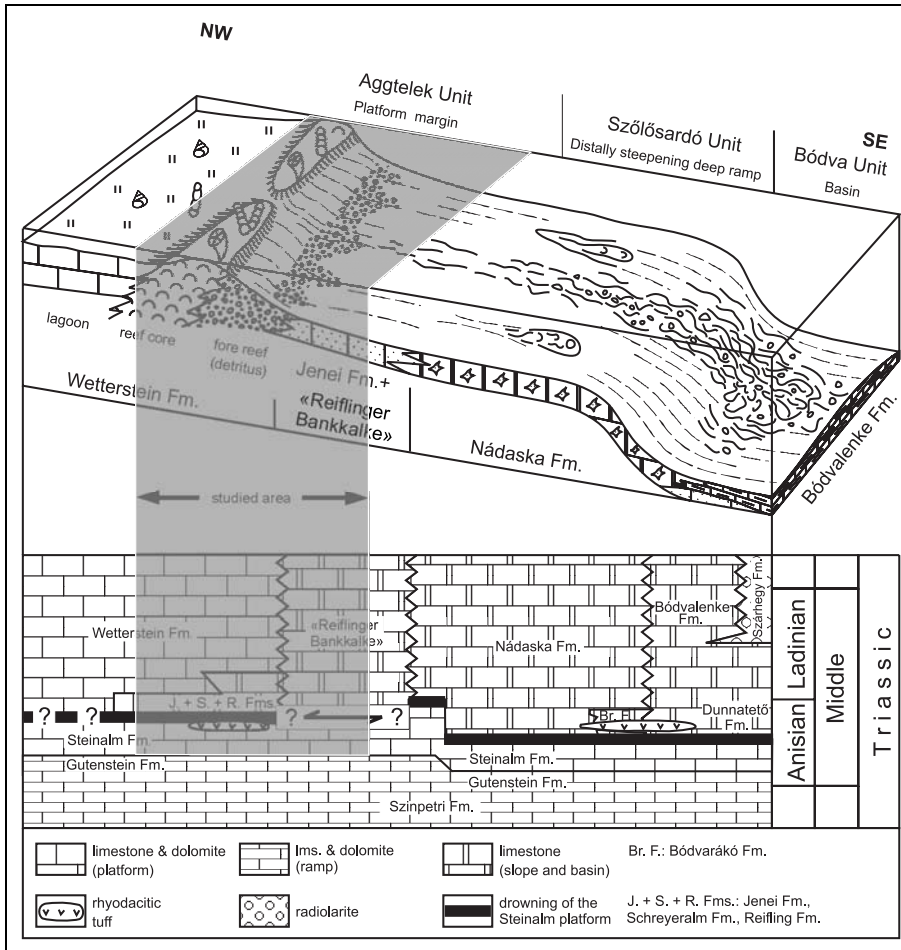 NW
Aggtelek Unit
Platform margin
Szőlősardó Unit
Distally steepening deep ramp
SE
Bódva Unit
Basin
lagoon
reef core
fore reef
(detritus)
Jenei Fm.+
«Reiflinger
Bankkalke»
Wetterstein Fm.
Nádaska Fm.
Bódvalenke Fm.
studied area
Wetterstein Fm.
«Reiflinger
Bankkalke»
Nádaska Fm.
Bódvalenke
Fm.
Szárhegy Fm.
J. + S. + R. Fms.
? ? ? ?
Br. F.
Dunnatető
Fm.
Steinalm Fm.
Steinalm Fm.
Gutenstein Fm.
Gutenstein Fm.
Szinpetri Fm.
Anisian
Ladinian
Middle
Triassic
limestone & dolomite
(platform)
lms. & dolomite
(ramp)
limestone
(slope and basin)
Br. F.: Bódvarákó Fm.
rhyodacitic
tuff
radiolarite
drowning of the
Steinalm platform
J. + S. + R. Fms.: Jenei Fm.,
Schreyeralm Fm., Reifling Fm.